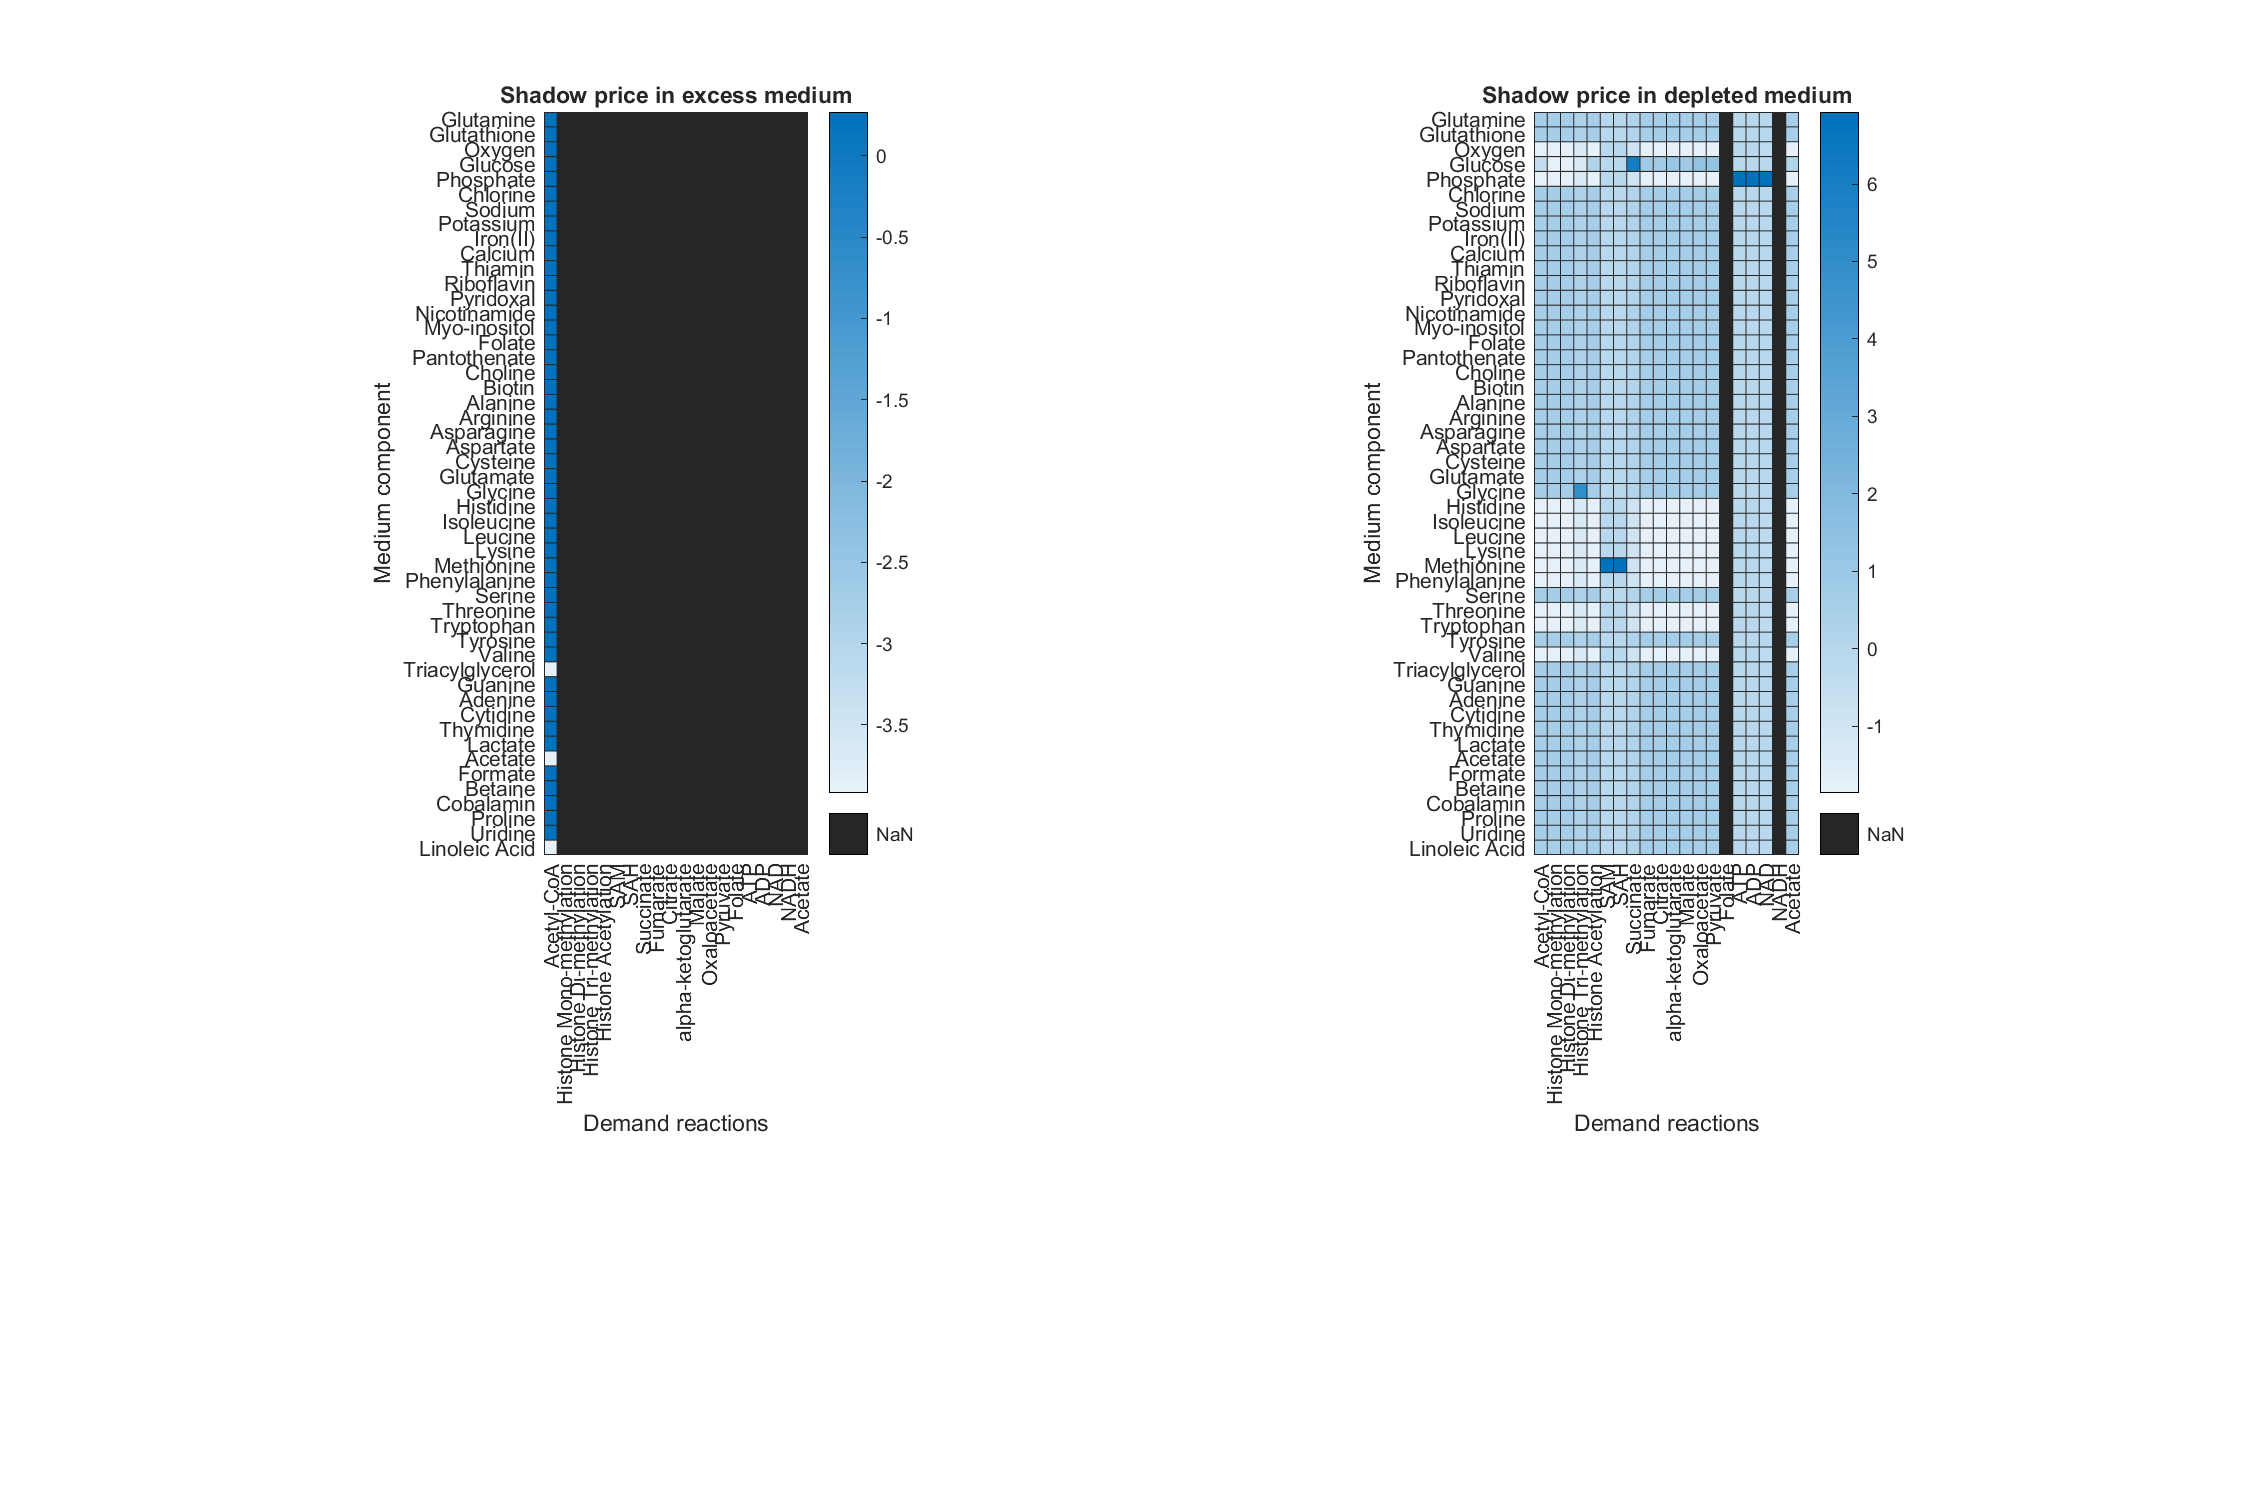 Shadow price in excess medium
Medium component
Glutamine
Glutathione
Oxygen
Glucose
Phosphate
Chlorine
Sodium
Potassium
Iron(II)
Calcium
Thiamin
Riboflavin
Pyridoxal
Nicotinamide
Myo-inositol
Folate
Pantothenate
Choline
Biotin
Alanine
Arginine
Asparagine
Aspartate
Cysteine
Glutamate
Glycine
Histidine
Isoleucine
Leucine
Lysine
Methionine
Phenylalanine
Serine
Threonine
Tryptophan
Tyrosine
Valine
Triacylglycerol
Guanine
Adenine
Cytidine
Thymidine
Lactate
Acetate
Formate
Betaine
Cobalamin
Proline
Uridine
Linoleic Acid
0
-0.5
-1
-1.5
-2
-2.5
-3
-3.5
NaN
Acetyl-CoA
Histone Mono-methylation
Histone Di-methylation
Histone Tri-methylation
Histone Acetylation
SAM
SAH
Succinate
Fumarate
Citrate
alpha-ketoglutarate
Malate
Oxaloacetate
Pyruvate
Folate
ATP
ADP
NAD
NADH
Acetate
Demand reactions
Shadow price in depleted medium
Medium component
Glutamine
Glutathione
Oxygen
Glucose
Phosphate
Chlorine
Sodium
Potassium
Iron(II)
Calcium
Thiamin
Riboflavin
Pyridoxal
Nicotinamide
Myo-inositol
Folate
Pantothenate
Choline
Biotin
Alanine
Arginine
Asparagine
Aspartate
Cysteine
Glutamate
Glycine
Histidine
Isoleucine
Leucine
Lysine
Methionine
Phenylalanine
Serine
Threonine
Tryptophan
Tyrosine
Valine
Triacylglycerol
Guanine
Adenine
Cytidine
Thymidine
Lactate
Acetate
Formate
Betaine
Cobalamin
Proline
Uridine
Linoleic Acid
6
5
4
3
2
1
0
-1
NaN
Acetyl-CoA
Histone Mono-methylation
Histone Di-methylation
Histone Tri-methylation
Histone Acetylation
SAM
SAH
Succinate
Fumarate
Citrate
alpha-ketoglutarate
Malate
Oxaloacetate
Pyruvate
Folate
ATP
ADP
NAD
NADH
Acetate
Demand reactions